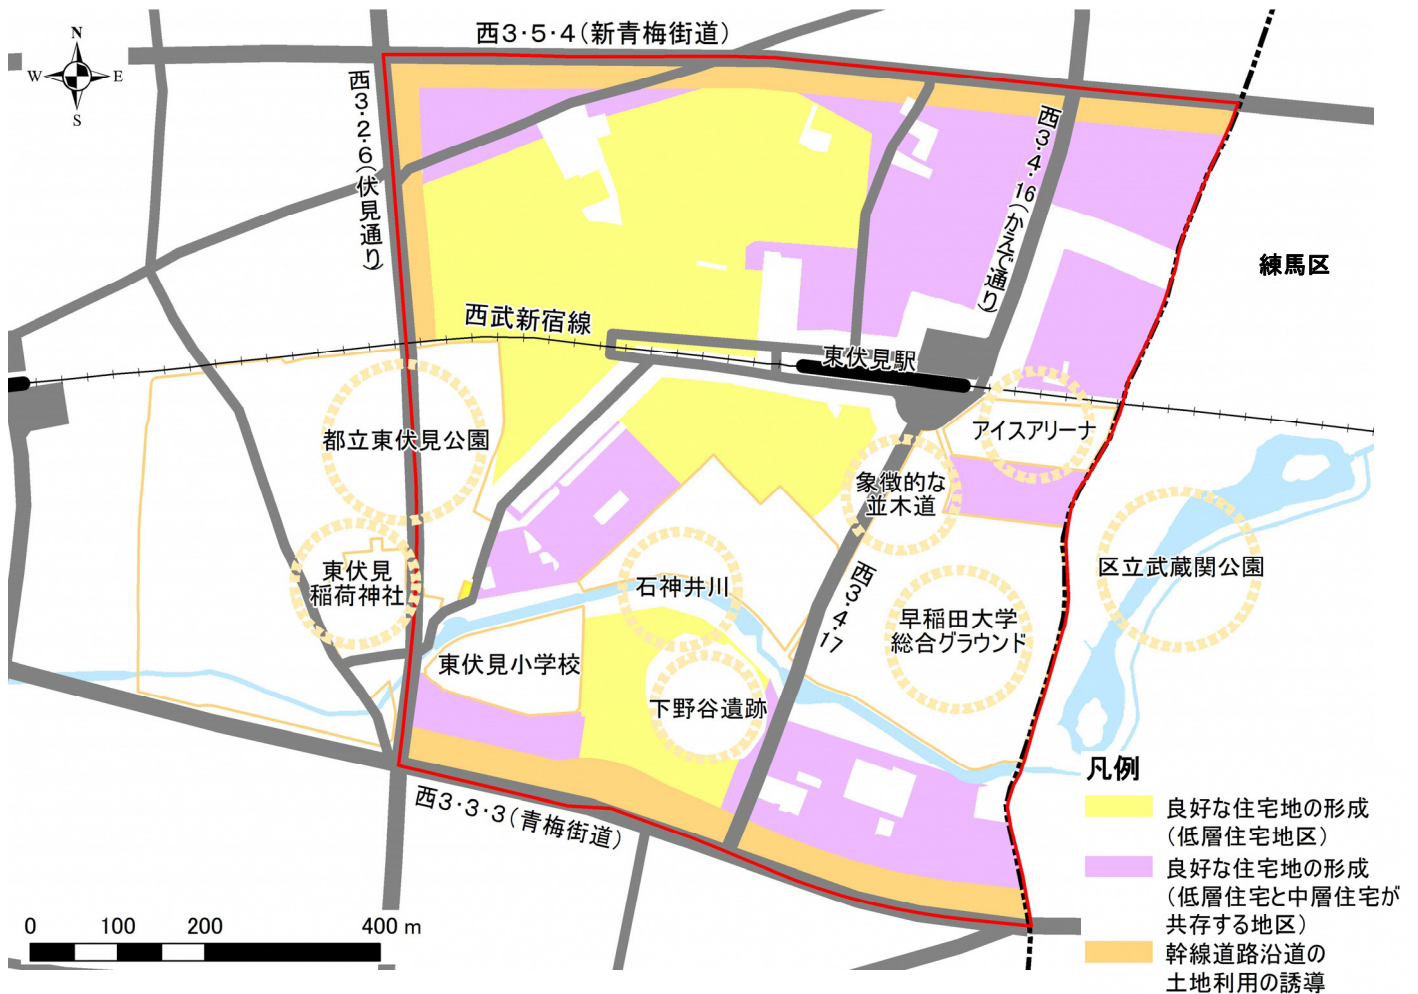 N
W
E
S
西3・5・4(新青梅街道)
西3・2・6(伏見通り)
西3・4・16(かえで通り)
練馬区
西武新宿線
東伏見駅
都立東伏見公園
アイスアリーナ
象徴的な
並木道
東伏見
稲荷神社
石神井川
区立武蔵関公園
西3・4・17
早稲田大学
総合グラウンド
東伏見小学校
下野谷遺跡
西3・3・3(青梅街道)
凡例
良好な住宅地の形成
(低層住宅地区)
良好な住宅地の形成
(低層住宅と中層住宅が
共存する地区)
幹線道路沿道の
土地利用の誘導
0 100 200 400 m